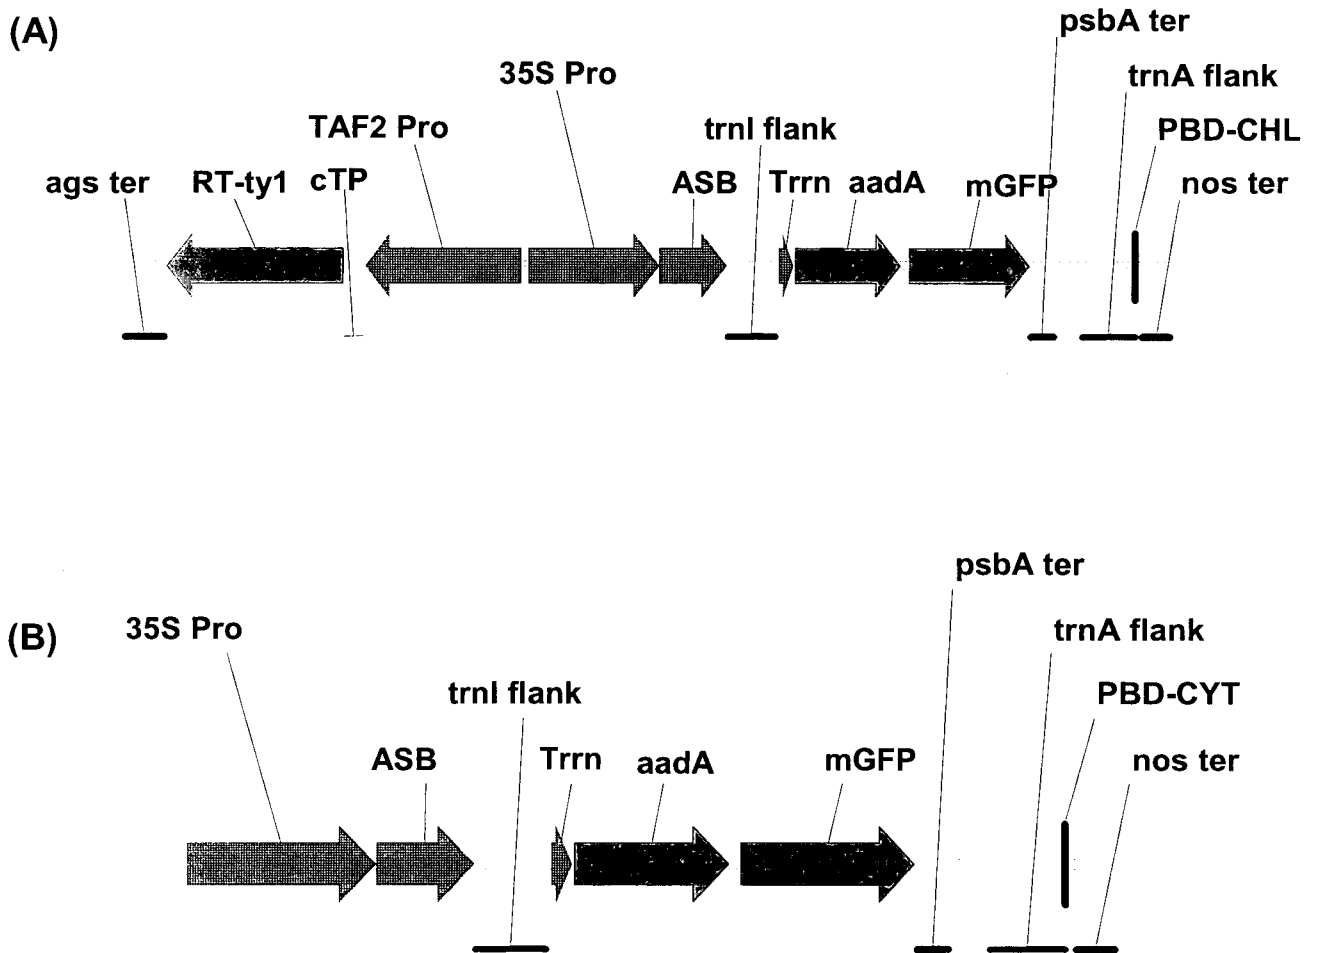 (A)
psbA ter
35S Pro
trnA flank
TAF2 Pro
trnI flank
PBD-CHL
ags ter
RT-ty1
cTP
ASB
Trrn
aadA
mGFP
nos ter
psbA ter
(B)
35S Pro
trnA flank
trnI flank
PBD-CYT
ASB
Trrn
aadA
mGFP
nos ter